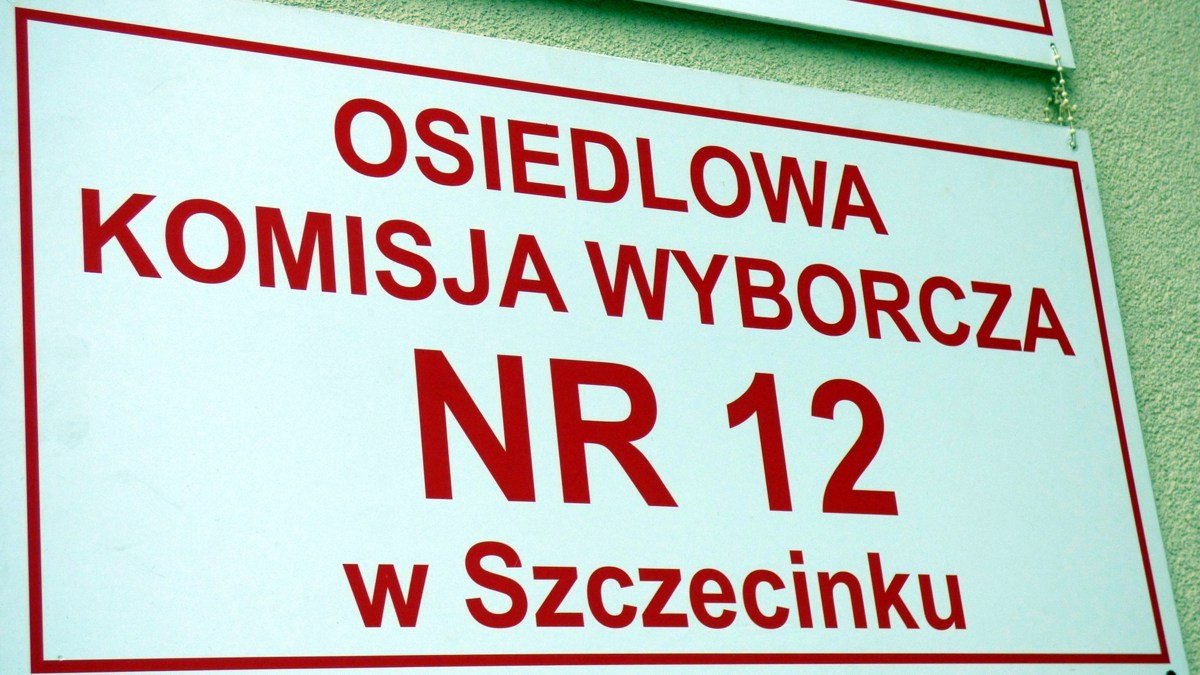 OSIEDLOWA
KOMISJA WYBORCZA
NR 12
w Szczecinku